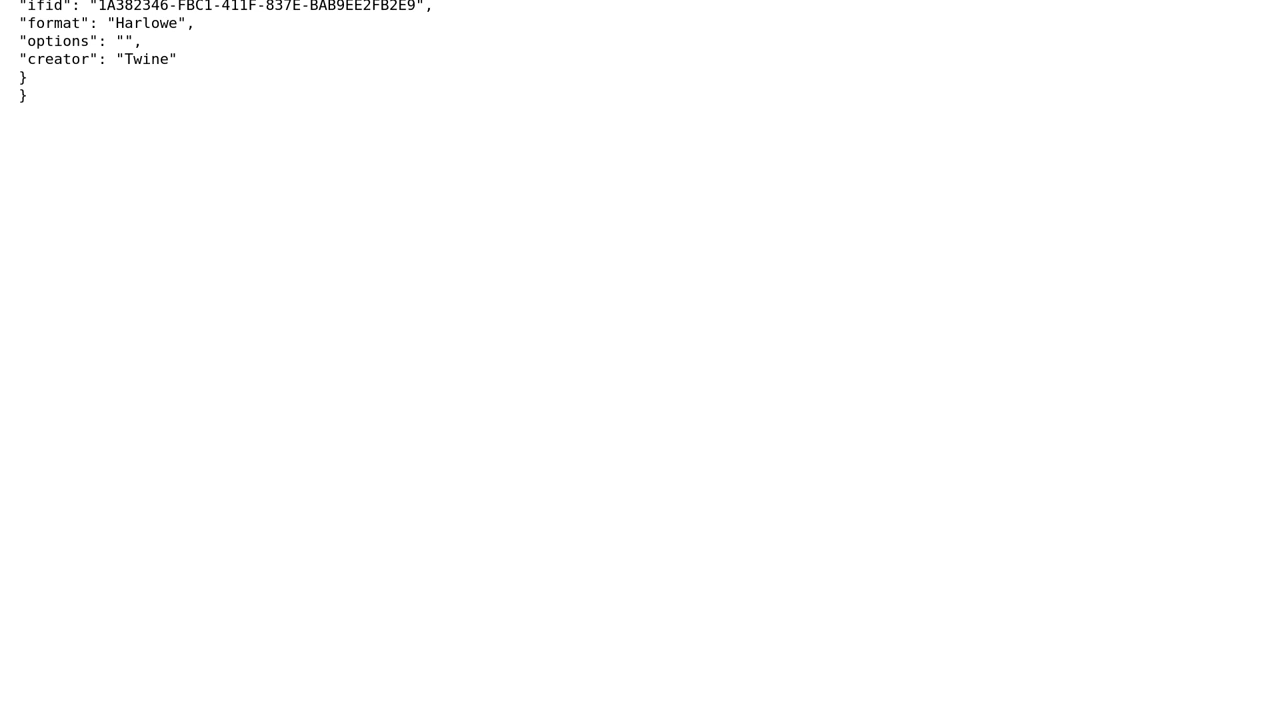 "ifid": "1A382346-FBC1-411F-837E-BAB9EE2FB2E9",
"format": "Harlowe",
"options": "",
"creator": "Twine"
}
}